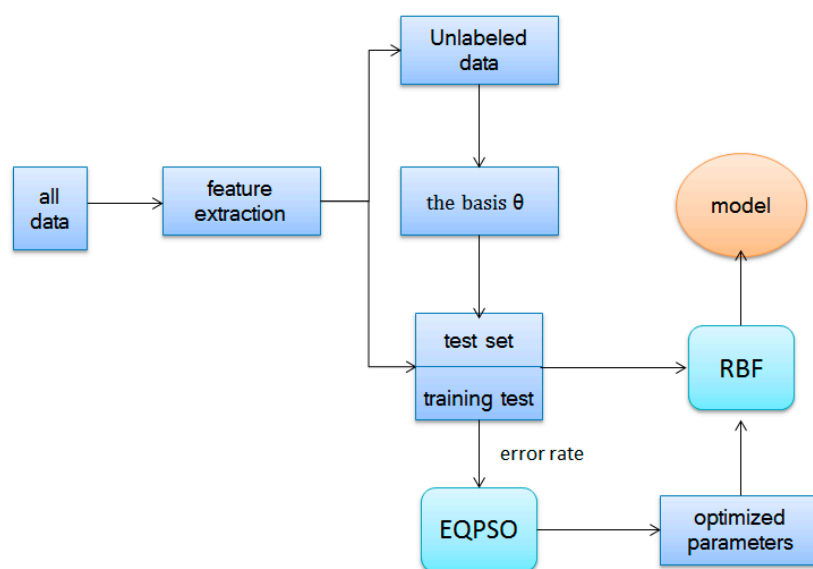 Unlabeled
data
all
data
feature
extraction
the basis θ
model
test set
training test
RBF
error rate
EQPSO
optimized
parameters